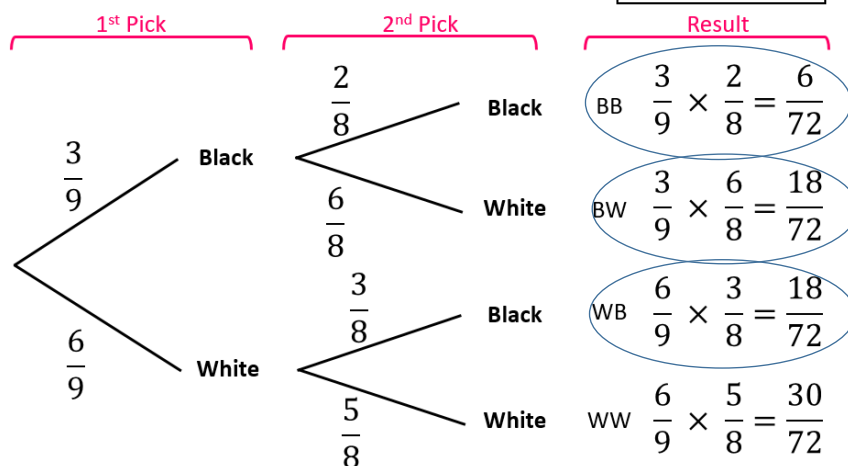 1st Pick 2nd Pick Result
2/8 Black BB 3/9 × 2/8 = 6/72
3/9 Black
6/8 White BW 3/9 × 6/8 = 18/72
3/8 Black WB 6/9 × 3/8 = 18/72
6/9 White
5/8 White WW 6/9 × 5/8 = 30/72